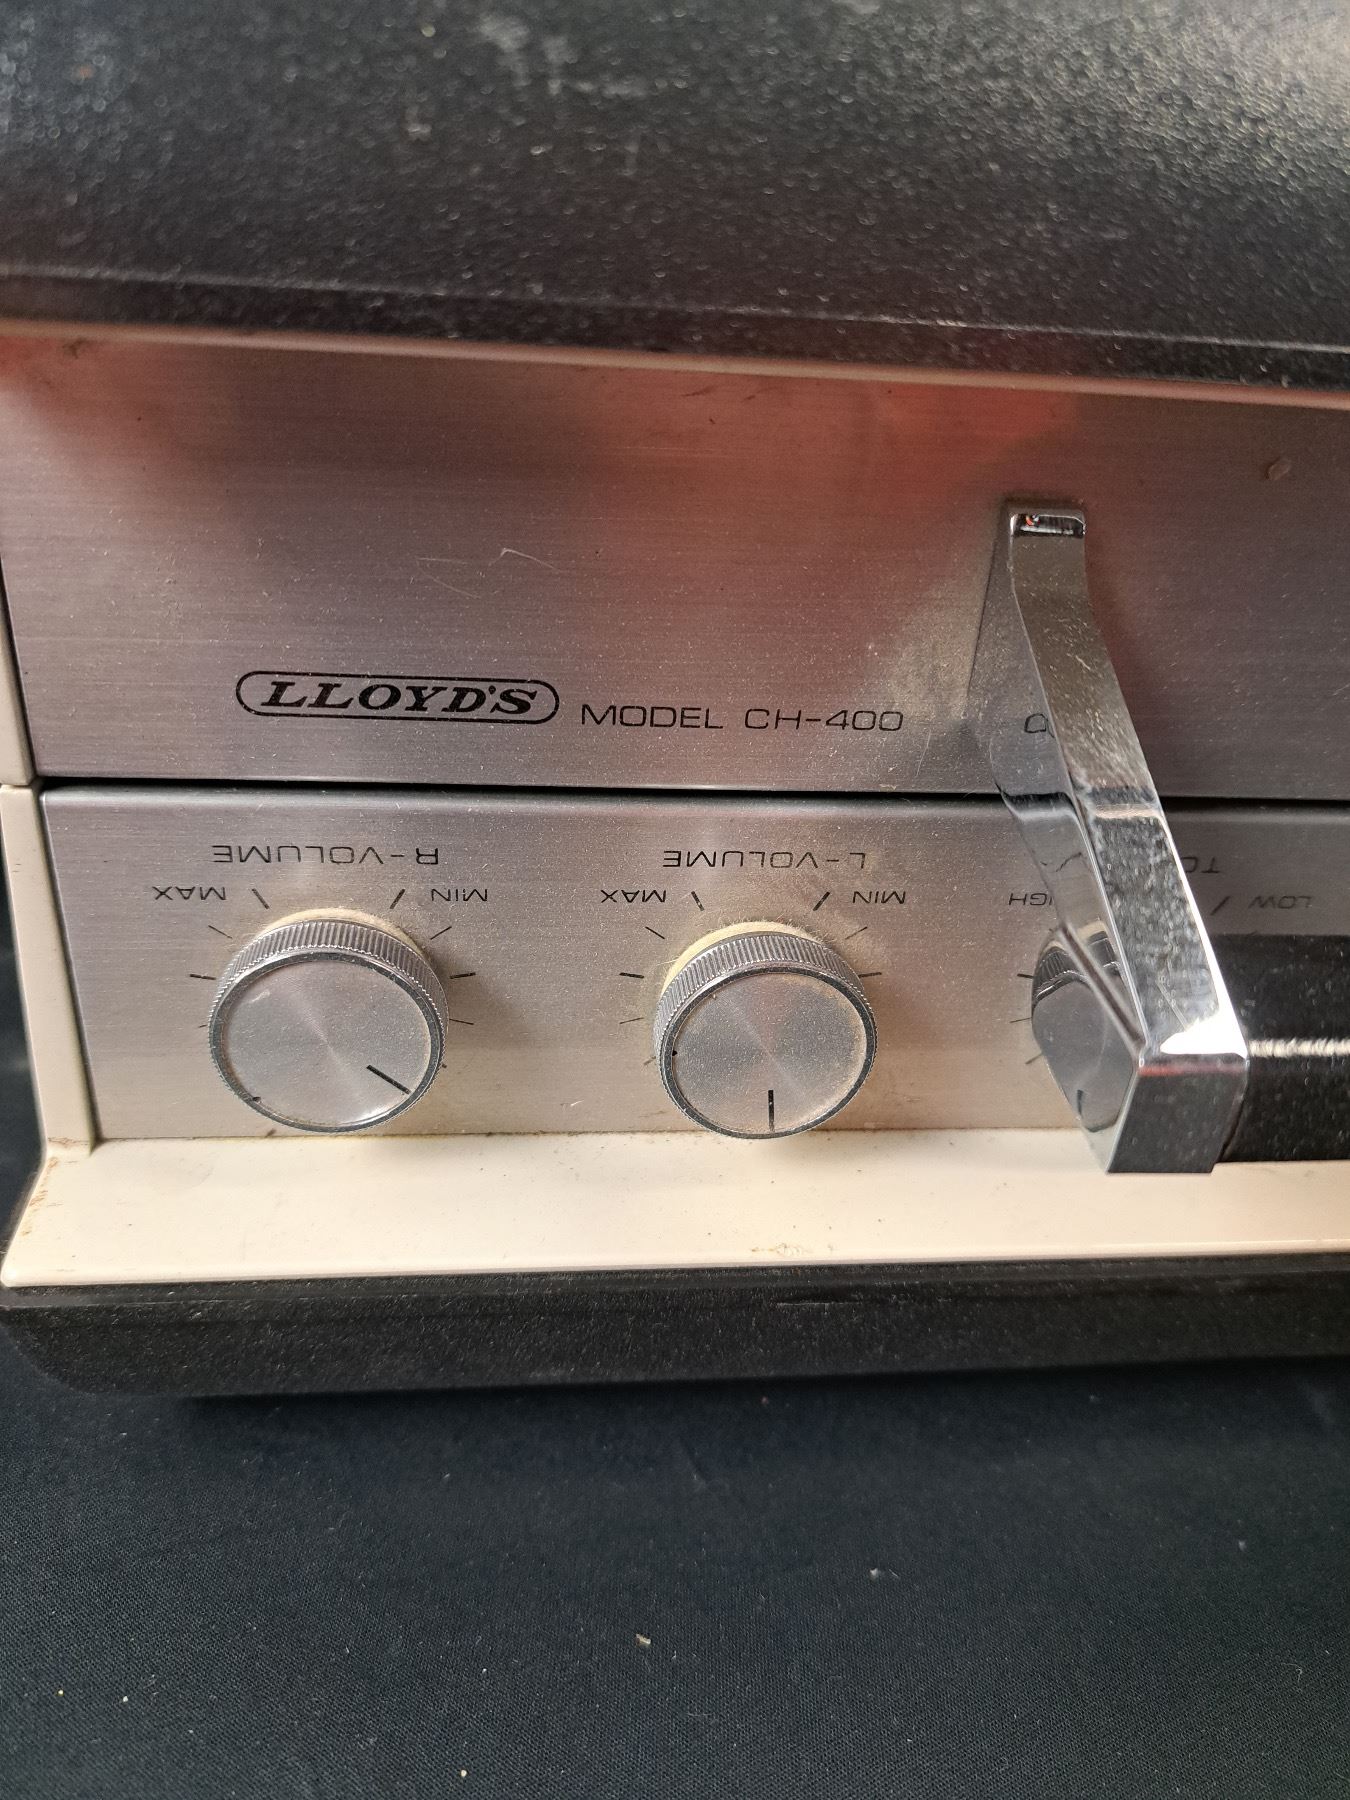 LLOYD'S MODEL CH-400
R-VOLUME
MIN MAX
L-VOLUME
MIN MAX
LOW